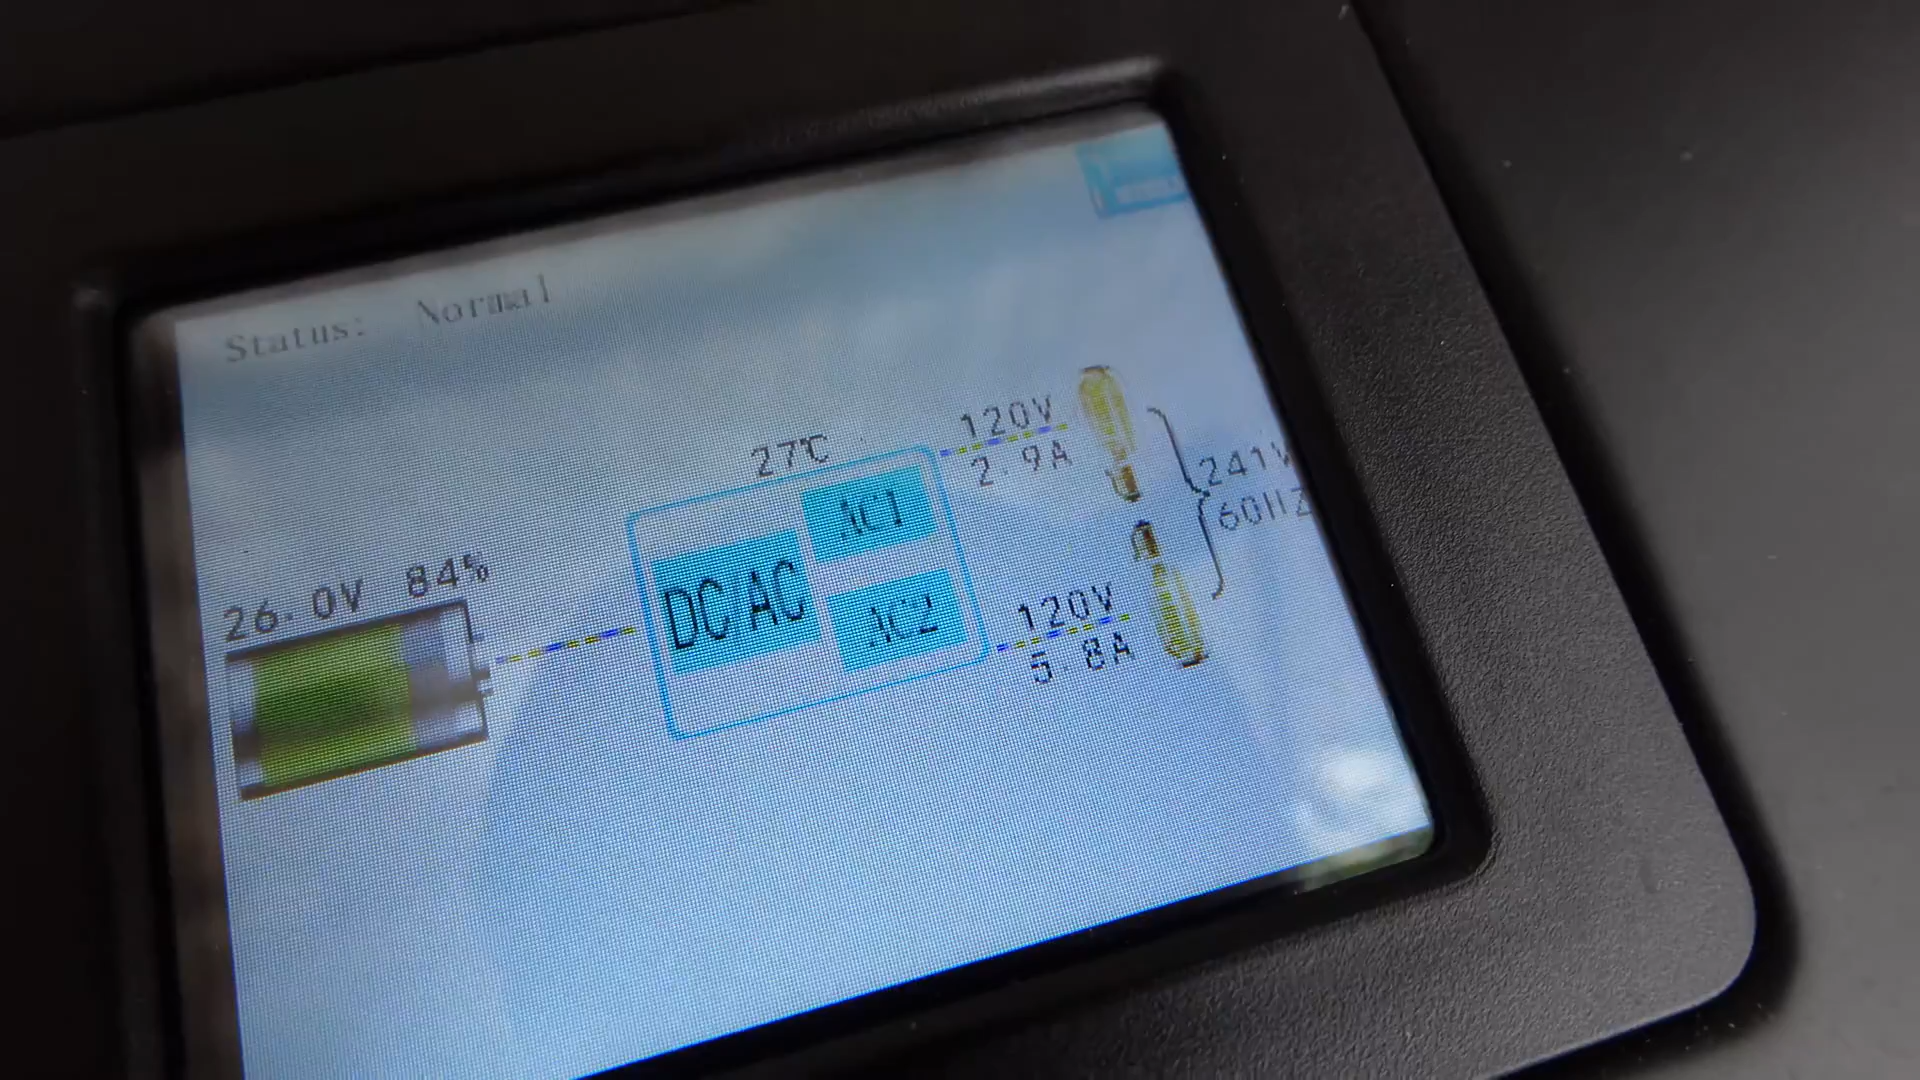 Status: Normal
27℃
120V
2.9A
AC1
241V
60HZ
26.0V 84%
DC/AC
AC2
120V
5.8A